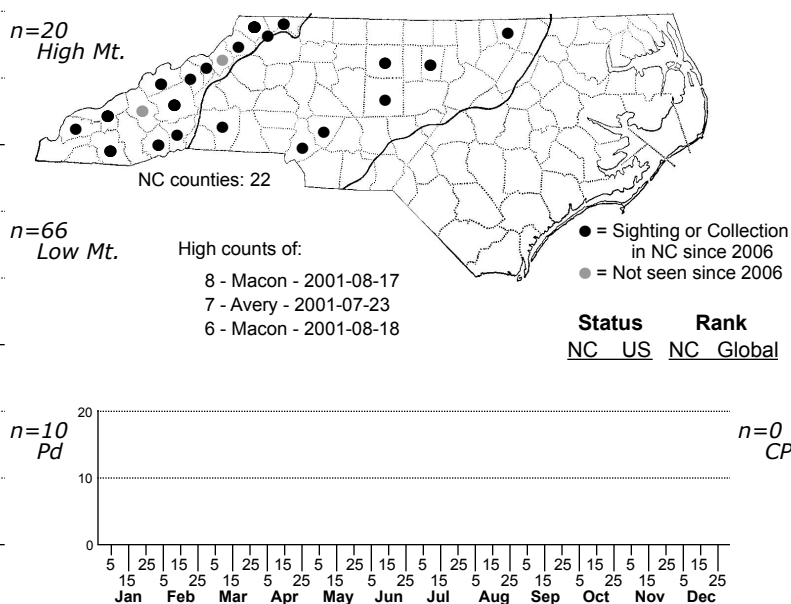 n=20
High Mt.
NC counties: 22
n=66
Low Mt.
High counts of:
8 - Macon - 2001-08-17
7 - Avery - 2001-07-23
6 - Macon - 2001-08-18
= Sighting or Collection
in NC since 2006
= Not seen since 2006
Status Rank
NC US NC Global
n=10
Pd
n=0
CP
20
10
0
5 25 15 5 25 15 5 25 15 5 25 15 5 25 15 5 25 15
15 5 25 15 5 25 15 5 25 15 5 25 15 5 25 15 5 25
Jan Feb Mar Apr May Jun Jul Aug Sep Oct Nov Dec